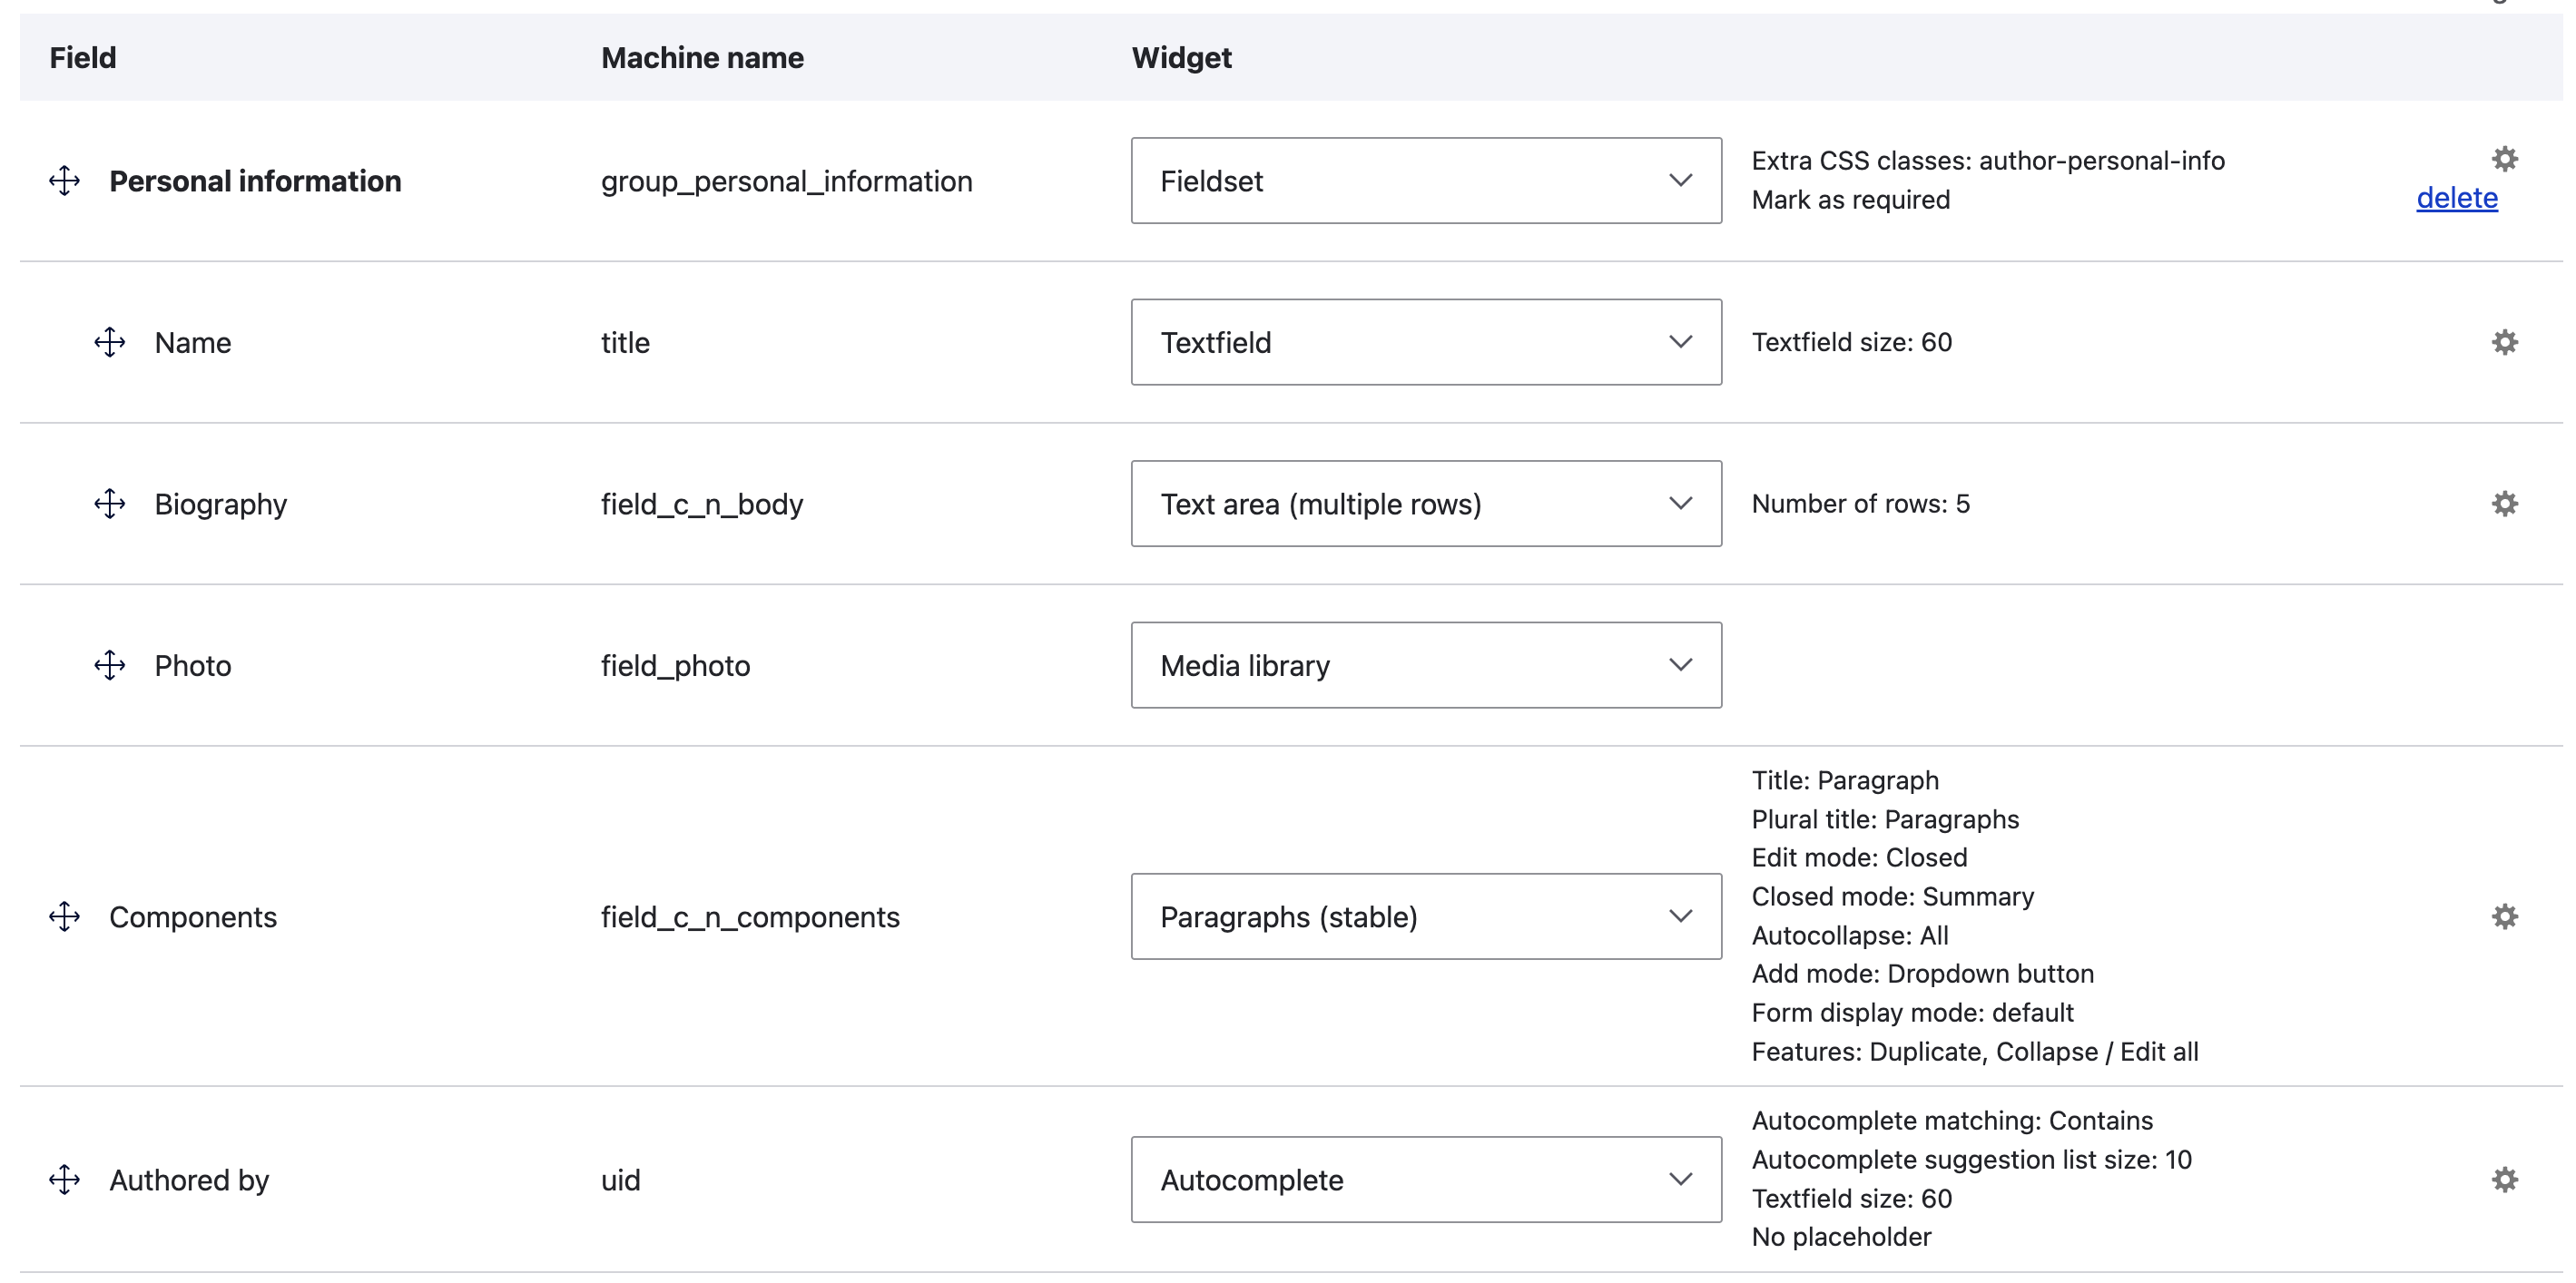 Field Machine name Widget
Personal information group_personal_information Fieldset Extra CSS classes: author-personal-info
Mark as required
delete
Name title Textfield Textfield size: 60
Biography field_c_n_body Text area (multiple rows) Number of rows: 5
Photo field_photo Media library
Components field_c_n_components Paragraphs (stable)
Title: Paragraph
Plural title: Paragraphs
Edit mode: Closed
Closed mode: Summary
Autocollapse: All
Add mode: Dropdown button
Form display mode: default
Features: Duplicate, Collapse / Edit all
Authored by uid Autocomplete
Autocomplete matching: Contains
Autocomplete suggestion list size: 10
Textfield size: 60
No placeholder